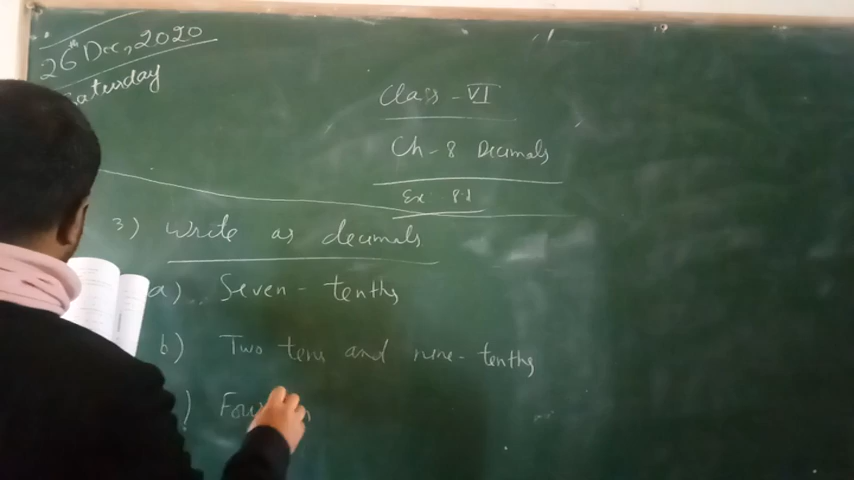 26th Dec, 2020
Saturday
Class - VI
Ch - 8 Decimals
Ex: 8.1
3) Write as decimals
a) Seven - tenths
b) Two tens and nine - tenths
)